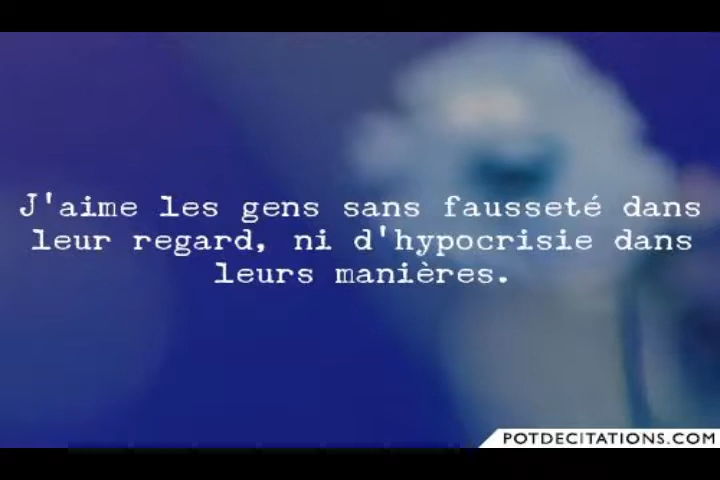 J'aime les gens sans fausseté dans
leur regard, ni d'hypocrisie dans
leurs manières.
POTDECITATIONS.COM